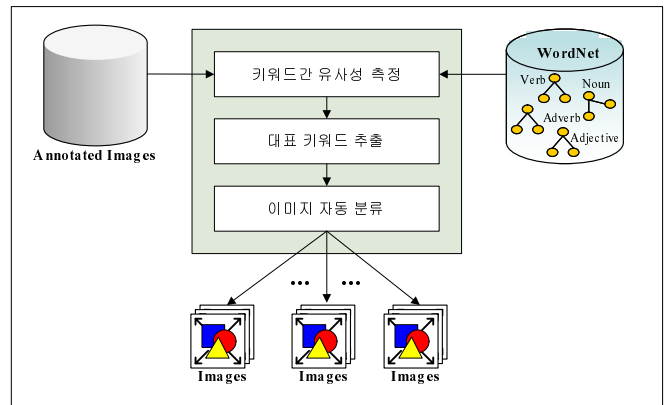 키워드간 유사성 측정
대표 키워드 추출
이미지 자동 분류
Annotated Images
WordNet
Verb
Noun
Adverb
Adjective
... ...
Images
Images
Images